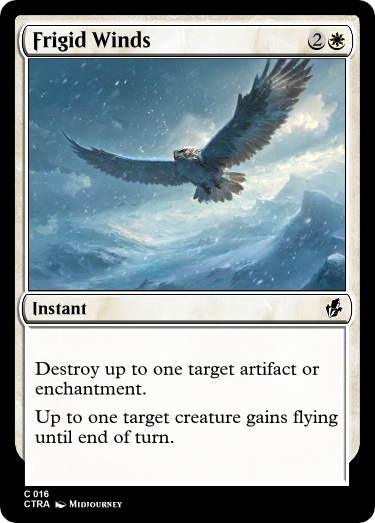 Frigid Winds 2
Instant
Destroy up to one target artifact or
enchantment.
Up to one target creature gains flying
until end of turn.
C 016
CTRA Midjourney